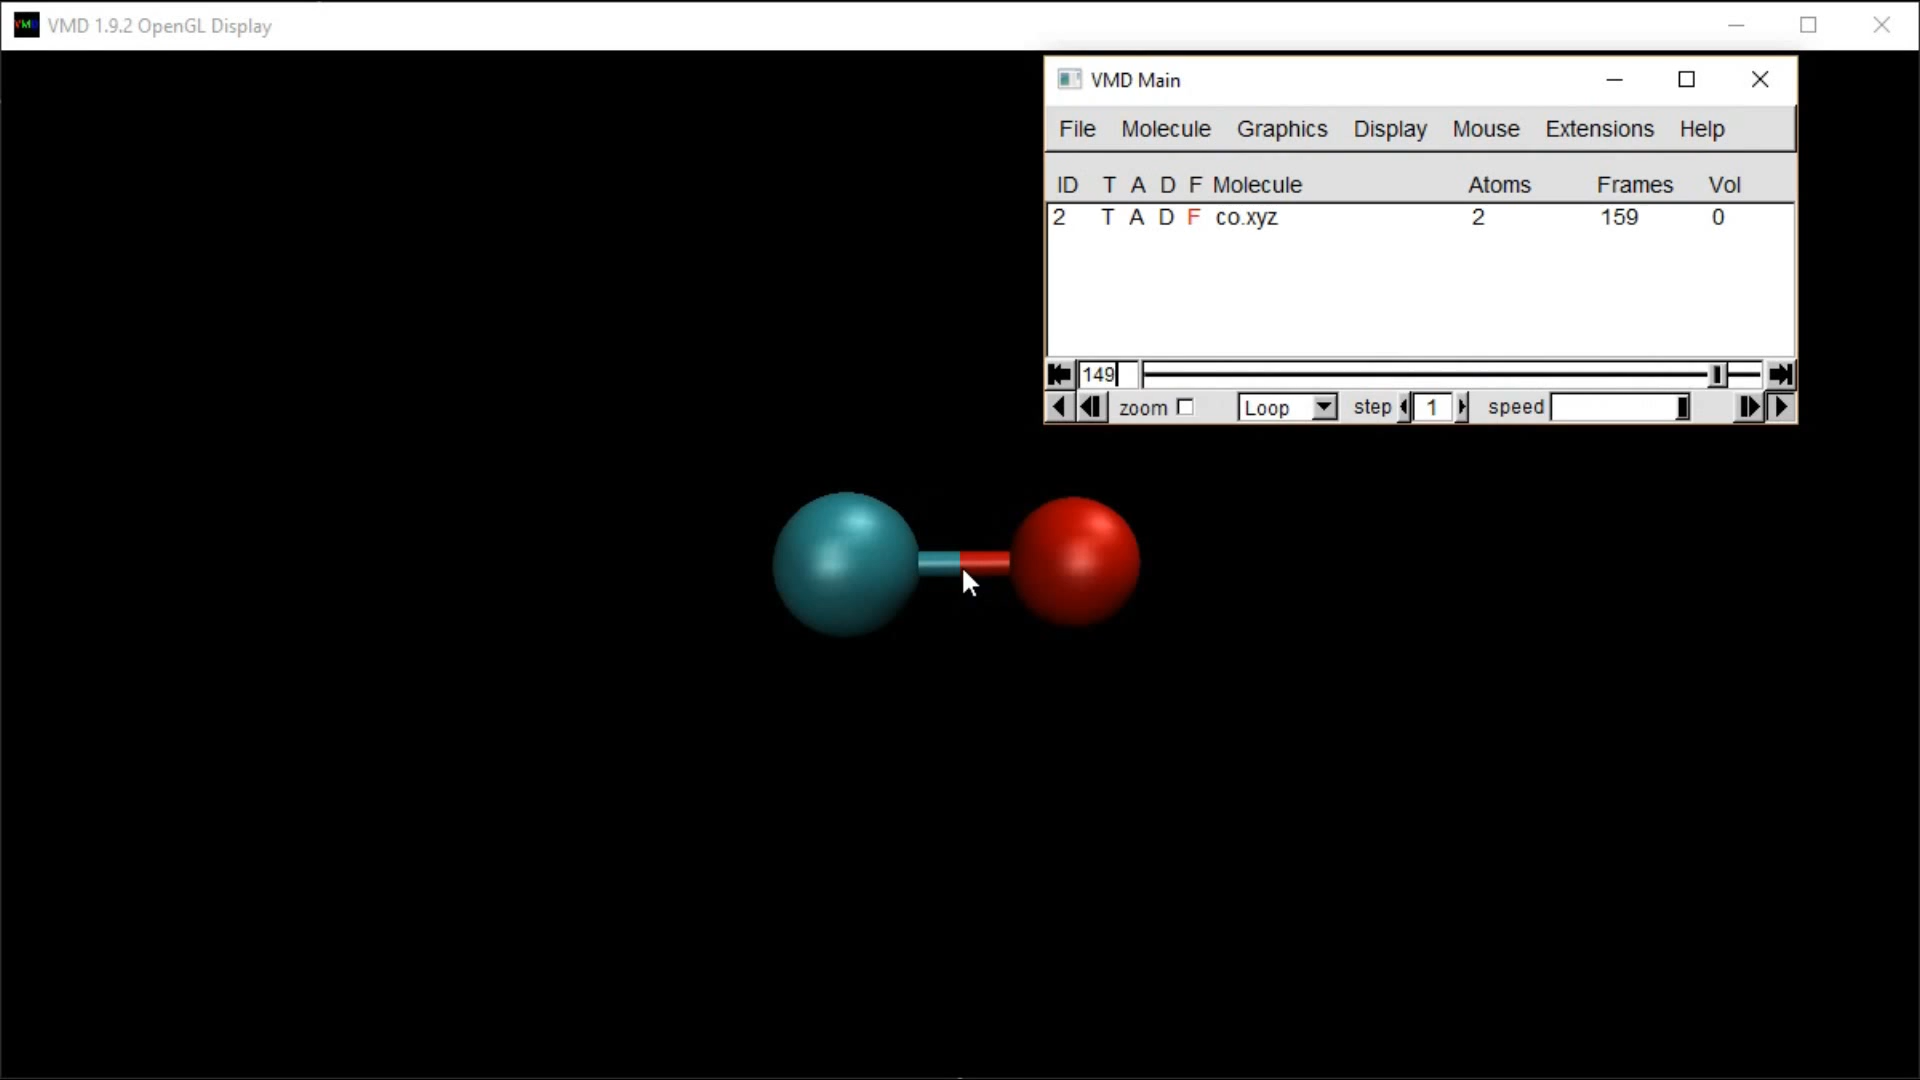 VMD 1.9.2 OpenGL Display
VMD Main
File Molecule Graphics Display Mouse Extensions Help
ID T A D F Molecule Atoms Frames Vol
2 T A D F co.xyz 2 159 0
149
zoom Loop step 1 speed